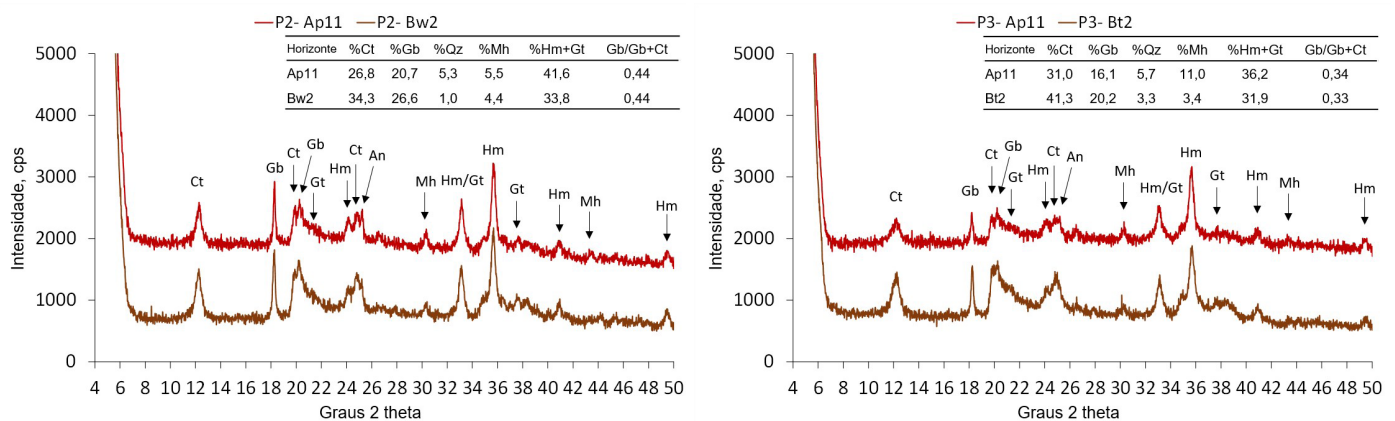 P2- Ap11 P2- Bw2
Horizonte %Ct %Gb %Qz %Mh %Hm+Gt Gb/Gb+Ct
Ap11 26,8 20,7 5,3 5,5 41,6 0,44
Bw2 34,3 26,6 1,0 4,4 33,8 0,44
5000
4000
3000
2000
1000
0
Intensidade, cps
Ct
Gb
Ct
Gb
Gt
Hm
Ct
An
Mh
Hm/Gt
Hm
Gt
Hm
Mh
Hm
4 6 8 10 12 14 16 18 20 22 24 26 28 30 32 34 36 38 40 42 44 46 48 50
Graus 2 theta
P3- Ap11 P3- Bt2
Horizonte %Ct %Gb %Qz %Mh %Hm+Gt Gb/Gb+Ct
Ap11 31,0 16,1 5,7 11,0 36,2 0,34
Bt2 41,3 20,2 3,3 3,4 31,9 0,33
5000
4000
3000
2000
1000
0
Intensidade, cps
Ct
Gb
Ct
Gb
Gt
Hm
Ct
An
Mh
Hm/Gt
Hm
Gt
Hm
Mh
Hm
4 6 8 10 12 14 16 18 20 22 24 26 28 30 32 34 36 38 40 42 44 46 48 50
Graus 2 theta